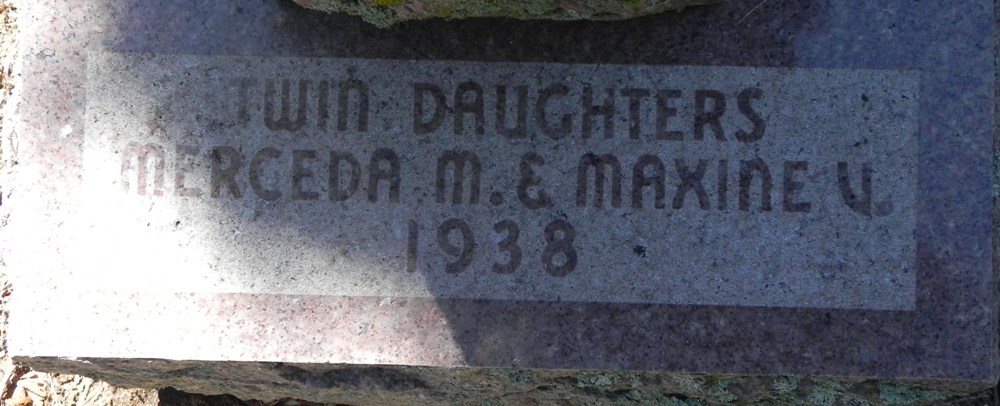 TWIN DAUGHTERS
MERCEDA M. & MAXINE V.
1938